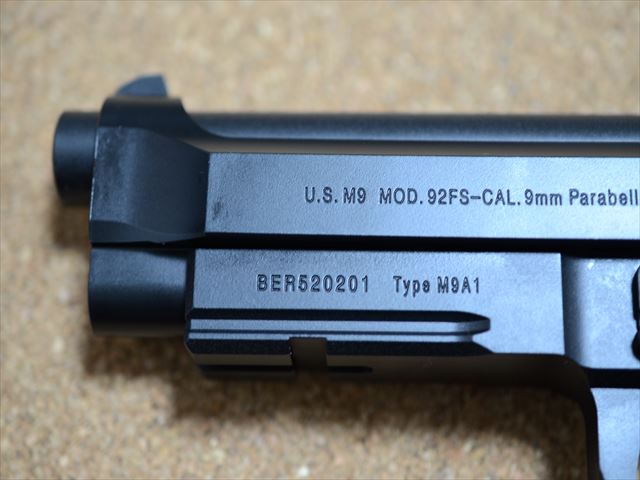 U.S. M9 MOD. 92FS-CAL. 9mm Parabell
BER520201 Type M9A1